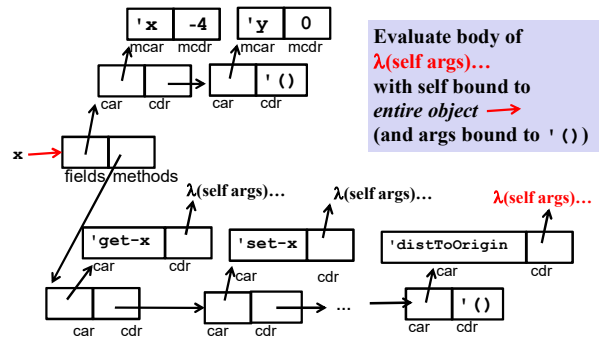 'x -4 'y 0
mcar mcdr mcar mcdr
'()
car cdr car cdr
x
fields methods
Evaluate body of
λ(self args)…
with self bound to
entire object
(and args bound to '())
λ(self args)… λ(self args)… λ(self args)…
'get-x 'set-x 'distToOrigin
car cdr car cdr car cdr
... '()
car cdr car cdr car cdr